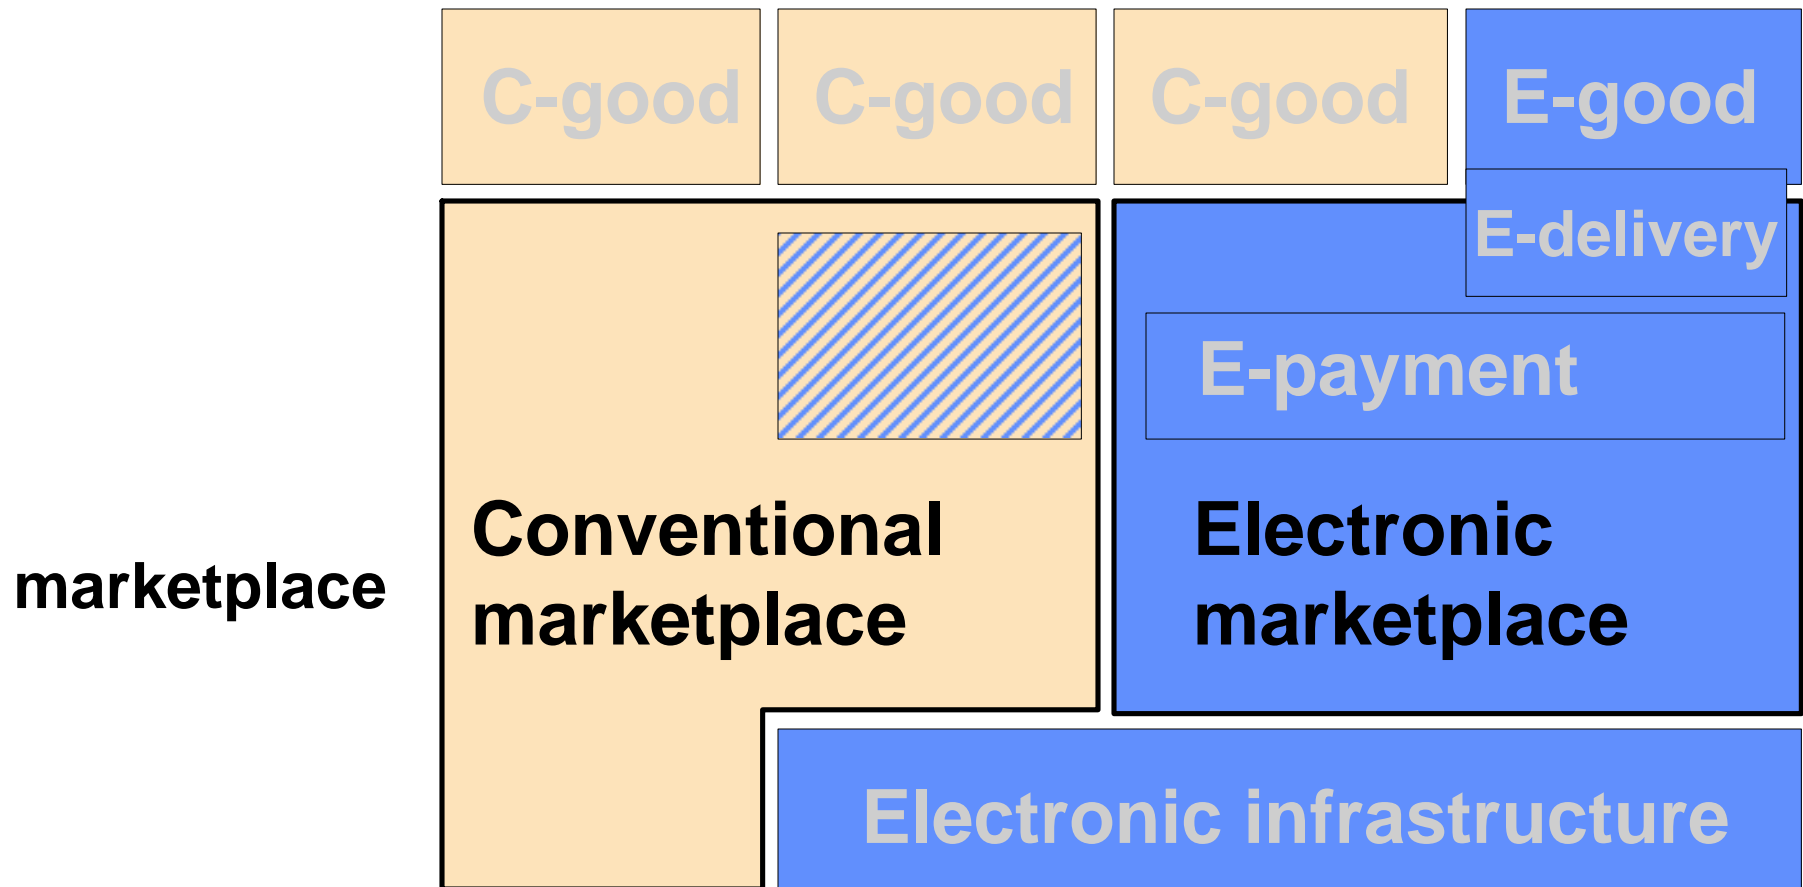 C-good C-good C-good E-good
E-delivery
E-payment
Conventional
marketplace
Electronic
marketplace
marketplace
Electronic infrastructure